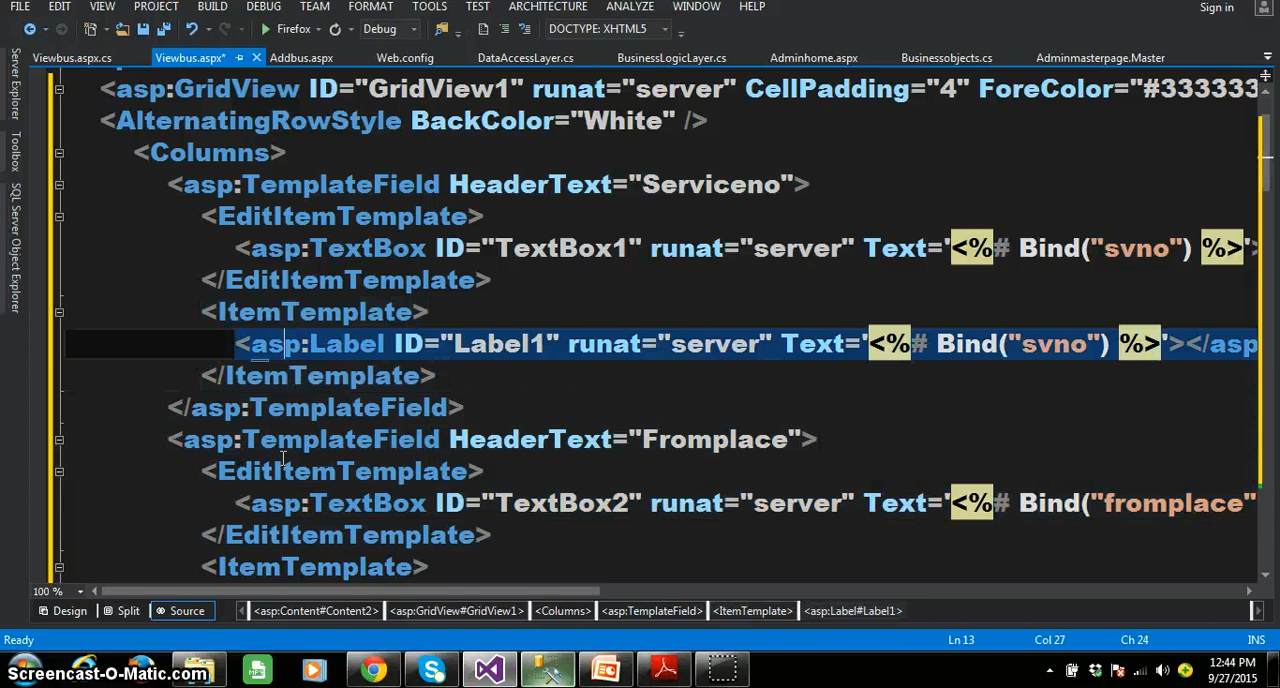 FILE EDIT VIEW PROJECT BUILD DEBUG TEAM FORMAT TOOLS TEST ARCHITECTURE ANALYZE WINDOW HELP Sign in
Firefox Debug DOCTYPE: XHTML5
Viewbus.aspx.cs Viewbus.aspx* Addbus.aspx Web.config DataAccessLayer.cs BusinessLogicLayer.cs Adminhome.aspx Businessobjects.cs Adminmasterpage.Master
Server Explorer
Toolbox
SQL Server Object Explorer
<asp:GridView ID="GridView1" runat="server" CellPadding="4" ForeColor="#333333
<AlternatingRowStyle BackColor="White" />
<Columns>
<asp:TemplateField HeaderText="Serviceno">
<EditItemTemplate>
<asp:TextBox ID="TextBox1" runat="server" Text='<%# Bind("svno") %>'>
</EditItemTemplate>
<ItemTemplate>
<asp:Label ID="Label1" runat="server" Text='<%# Bind("svno") %>'></asp
</ItemTemplate>
</asp:TemplateField>
<asp:TemplateField HeaderText="Fromplace">
<EditItemTemplate>
<asp:TextBox ID="TextBox2" runat="server" Text='<%# Bind("fromplace"
</EditItemTemplate>
<ItemTemplate>
100 %
Design Split Source <asp:Content#Content2> <asp:GridView#GridView1> <Columns> <asp:TemplateField> <ItemTemplate> <asp:Label#Label1>
Ready Ln 13 Col 27 Ch 24 INS
Screencast-O-Matic.com
12:44 PM
9/27/2015